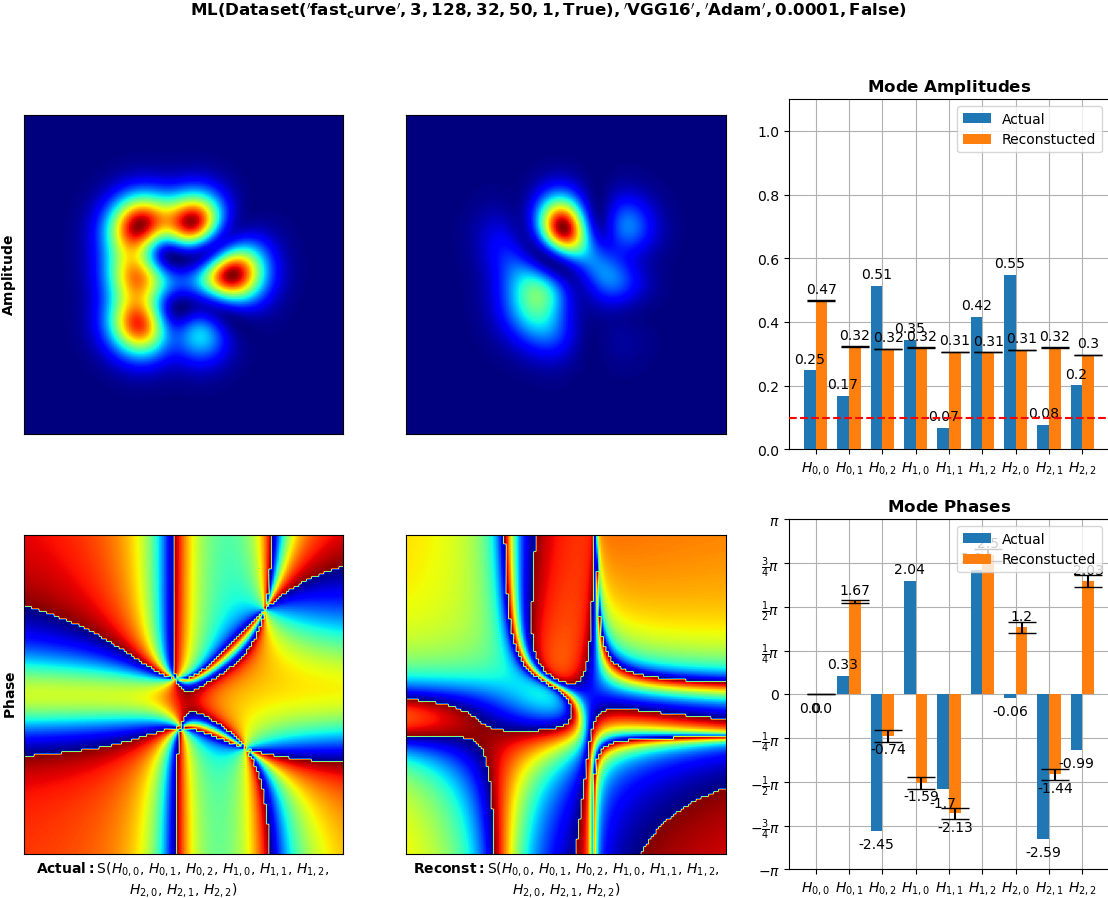 ML(Dataset('fast_curve', 3, 128, 32, 50, 1, True), 'VGG16', 'Adam', 0.0001, False)
Amplitude
Mode Amplitudes
Actual
Reconstucted
1.0
0.8
0.6
0.4
0.2
0.0
0.25
0.47
0.17
0.32
0.51
0.32
0.35
0.32
0.07
0.31
0.42
0.31
0.55
0.31
0.08
0.32
0.2
0.3
H0,0 H0,1 H0,2 H1,0 H1,1 H1,2 H2,0 H2,1 H2,2
Phase
Actual: S(H0,0, H0,1, H0,2, H1,0, H1,1, H1,2,
H2,0, H2,1, H2,2)
Reconst: S(H0,0, H0,1, H0,2, H1,0, H1,1, H1,2,
H2,0, H2,1, H2,2)
Mode Phases
Actual
Reconstucted
π
3/4π
1/2π
1/4π
0
−1/4π
−1/2π
−3/4π
−π
0.0
0.0
0.33
1.67
-2.45
-0.74
2.04
-1.59
-2.13
2.5
-0.06
1.2
-2.59
-1.44
-0.99
2.03
H0,0 H0,1 H0,2 H1,0 H1,1 H1,2 H2,0 H2,1 H2,2